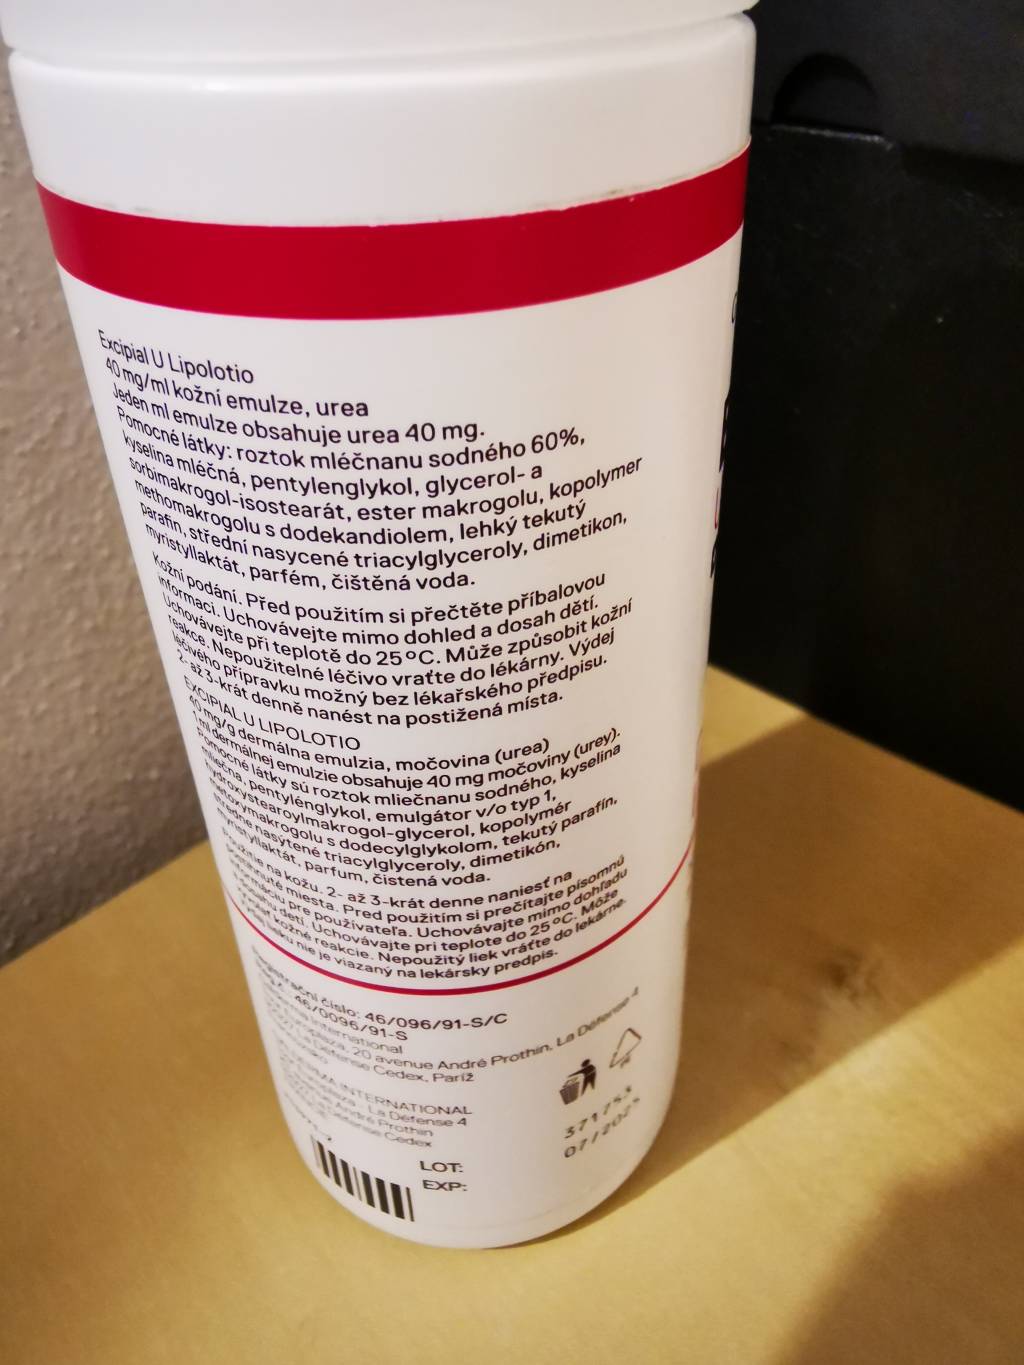 Excipial U Lipolotio
40 mg/ml kožní emulze, urea
Jeden ml emulze obsahuje urea 40 mg.
Pomocné látky: roztok mléčnanu sodného 60%,
kyselina mléčná, pentylenglykol, glycerol- a
sorbimakrogol-isostearát, ester makrogolu, kopolymer
methomakrogolu s dodekandiolem, lehký tekutý
parafin, střední nasycené triacylglyceroly, dimetikon,
myristyllaktát, parfém, čištěná voda.
Kožní podání. Před použitím si přečtěte příbalovou
informaci. Uchovávejte mimo dohled a dosah dětí.
Uchovávejte při teplotě do 25 °C. Může způsobit kožní
reakce. Nepoužitelné léčivo vraťte do lékárny. Výdej
léčivého přípravku možný bez lékařského předpisu.
2- až 3-krát denně nanést na postižená místa.
EXCIPIAL U LIPOLOTIO
40 mg/g dermálna emulzia, močovina (urea)
1 ml dermálnej emulzie obsahuje 40 mg močoviny (urey).
Pomocné látky sú roztok mliečnanu sodného, kyselina
mliečna, pentylénglykol, emulgátor v/o typ 1,
hydroxystearoylmakrogol-glycerol, kopolymér
metoxymakrogolu s dodecylglykolom, tekutý parafín,
stredne nasýtené triacylglyceroly, dimetikón,
myristyllaktát, parfum, čistená voda.
Použitie na kožu. 2- až 3-krát denne naniesť na
miesta. Pred použitím si prečítajte písomnú
pre používateľa. Uchovávajte mimo dohľadu
detí. Uchovávajte pri teplote do 25 °C. Môže
kožné reakcie. Nepoužitý liek vráťte do lekárne.
lieku nie je viazaný na lekársky predpis.
Registrační číslo: 46/096/91-S/C
46/0096/91-S
International
20 avenue André Prothin, La Défense 4
La Défense Cedex, Paříž
INTERNATIONAL
La Défense 4
André Prothin
Défense Cedex
LOT: 371753
EXP: 07/2025